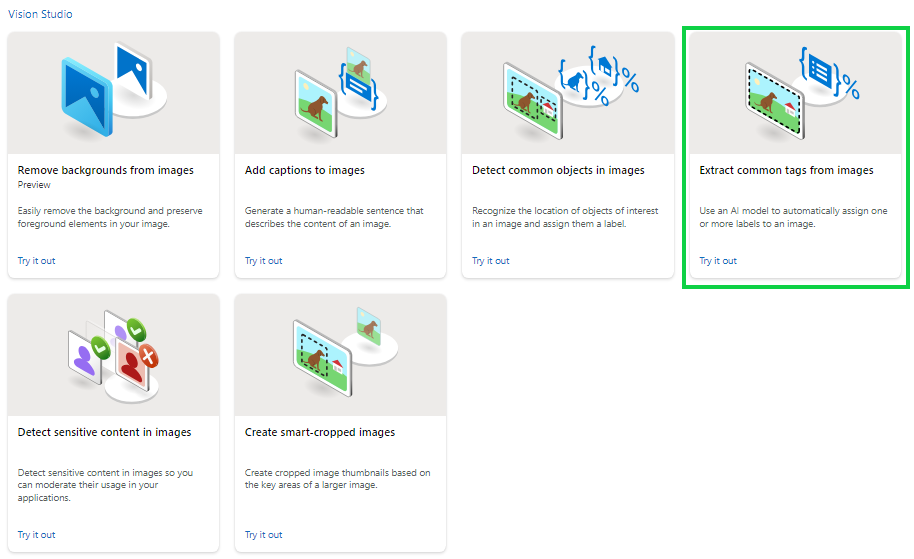 Vision Studio
Remove backgrounds from images
Preview
Easily remove the background and preserve
foreground elements in your image.
Try it out
Add captions to images
Generate a human-readable sentence that
describes the content of an image.
Try it out
Detect common objects in images
Recognize the location of objects of interest
in an image and assign them a label.
Try it out
Extract common tags from images
Use an AI model to automatically assign one
or more labels to an image.
Try it out
Detect sensitive content in images
Detect sensitive content in images so you
can moderate their usage in your
applications.
Try it out
Create smart-cropped images
Create cropped image thumbnails based on
the key areas of a larger image.
Try it out